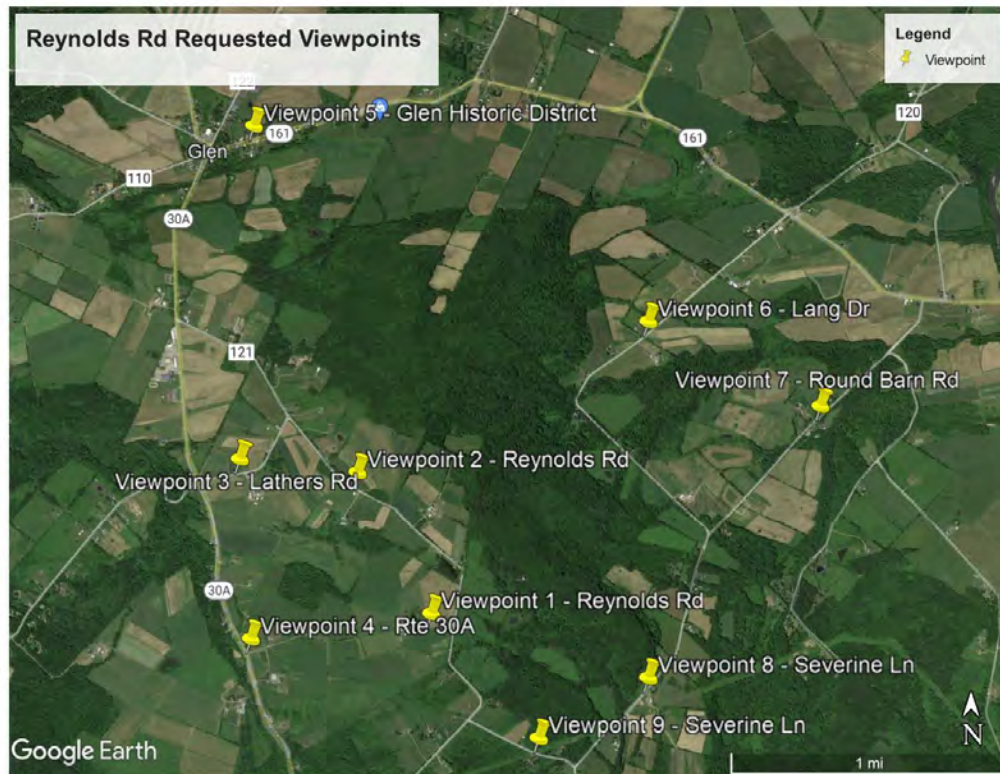 Reynolds Rd Requested Viewpoints
Legend
Viewpoint
122
120
Viewpoint 5 - Glen Historic District
161
161
Glen
110
30A
Viewpoint 6 - Lang Dr
121
Viewpoint 7 - Round Barn Rd
Viewpoint 2 - Reynolds Rd
Viewpoint 3 - Lathers Rd
30A
Viewpoint 1 - Reynolds Rd
Viewpoint 4 - Rte 30A
Viewpoint 8 - Severine Ln
Viewpoint 9 - Severine Ln
N
Google Earth
1 mi